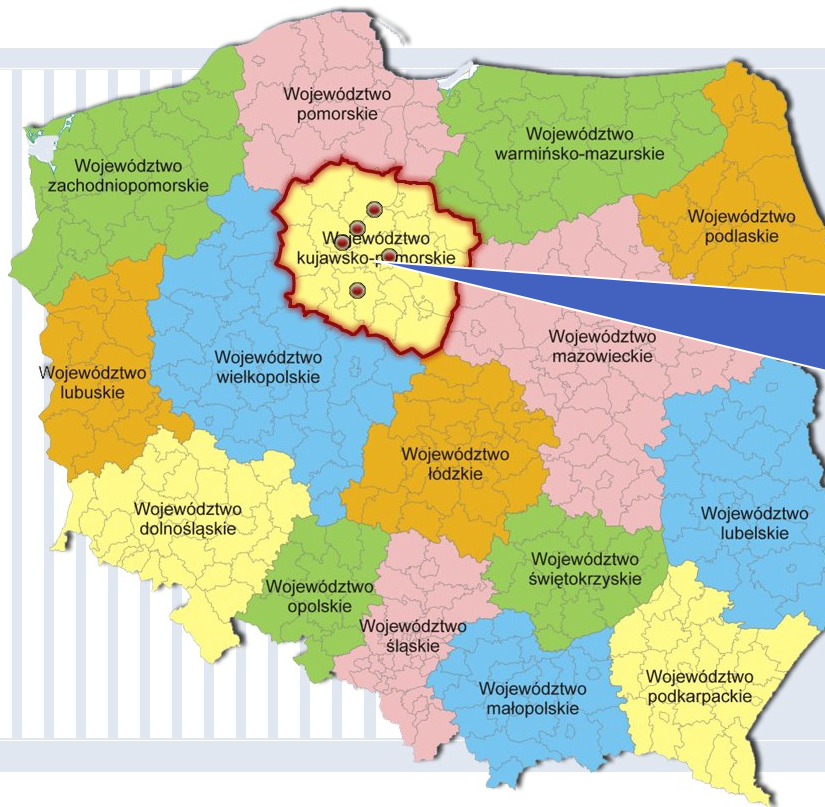 Województwo
pomorskie
Województwo
warmińsko-mazurskie
Województwo
zachodniopomorskie
Województwo
podlaskie
Województwo
kujawsko-pomorskie
Województwo
mazowieckie
Województwo
wielkopolskie
Województwo
lubuskie
Województwo
łódzkie
Województwo
dolnośląskie
Województwo
lubelskie
Województwo
świętokrzyskie
Województwo
opolskie
Województwo
śląskie
Województwo
małopolskie
Województwo
podkarpackie